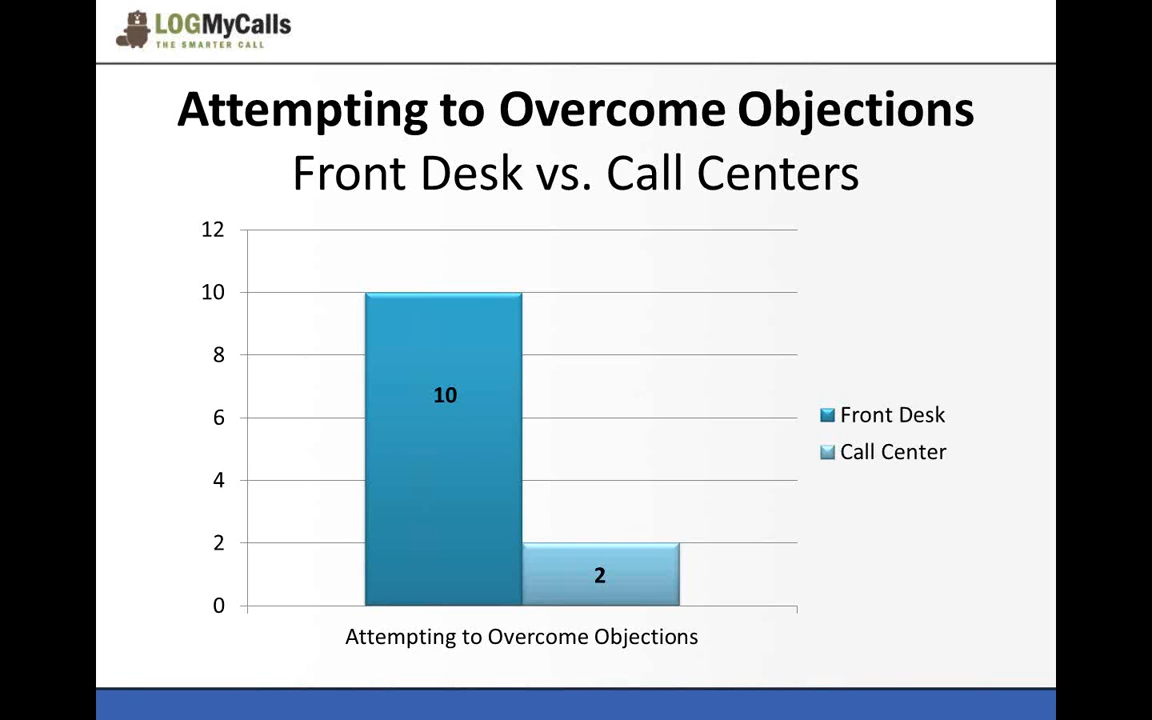 LOGMyCalls
THE SMARTER CALL
Attempting to Overcome Objections
Front Desk vs. Call Centers
12
10
8
6
4
2
0
10
2
Attempting to Overcome Objections
Front Desk
Call Center